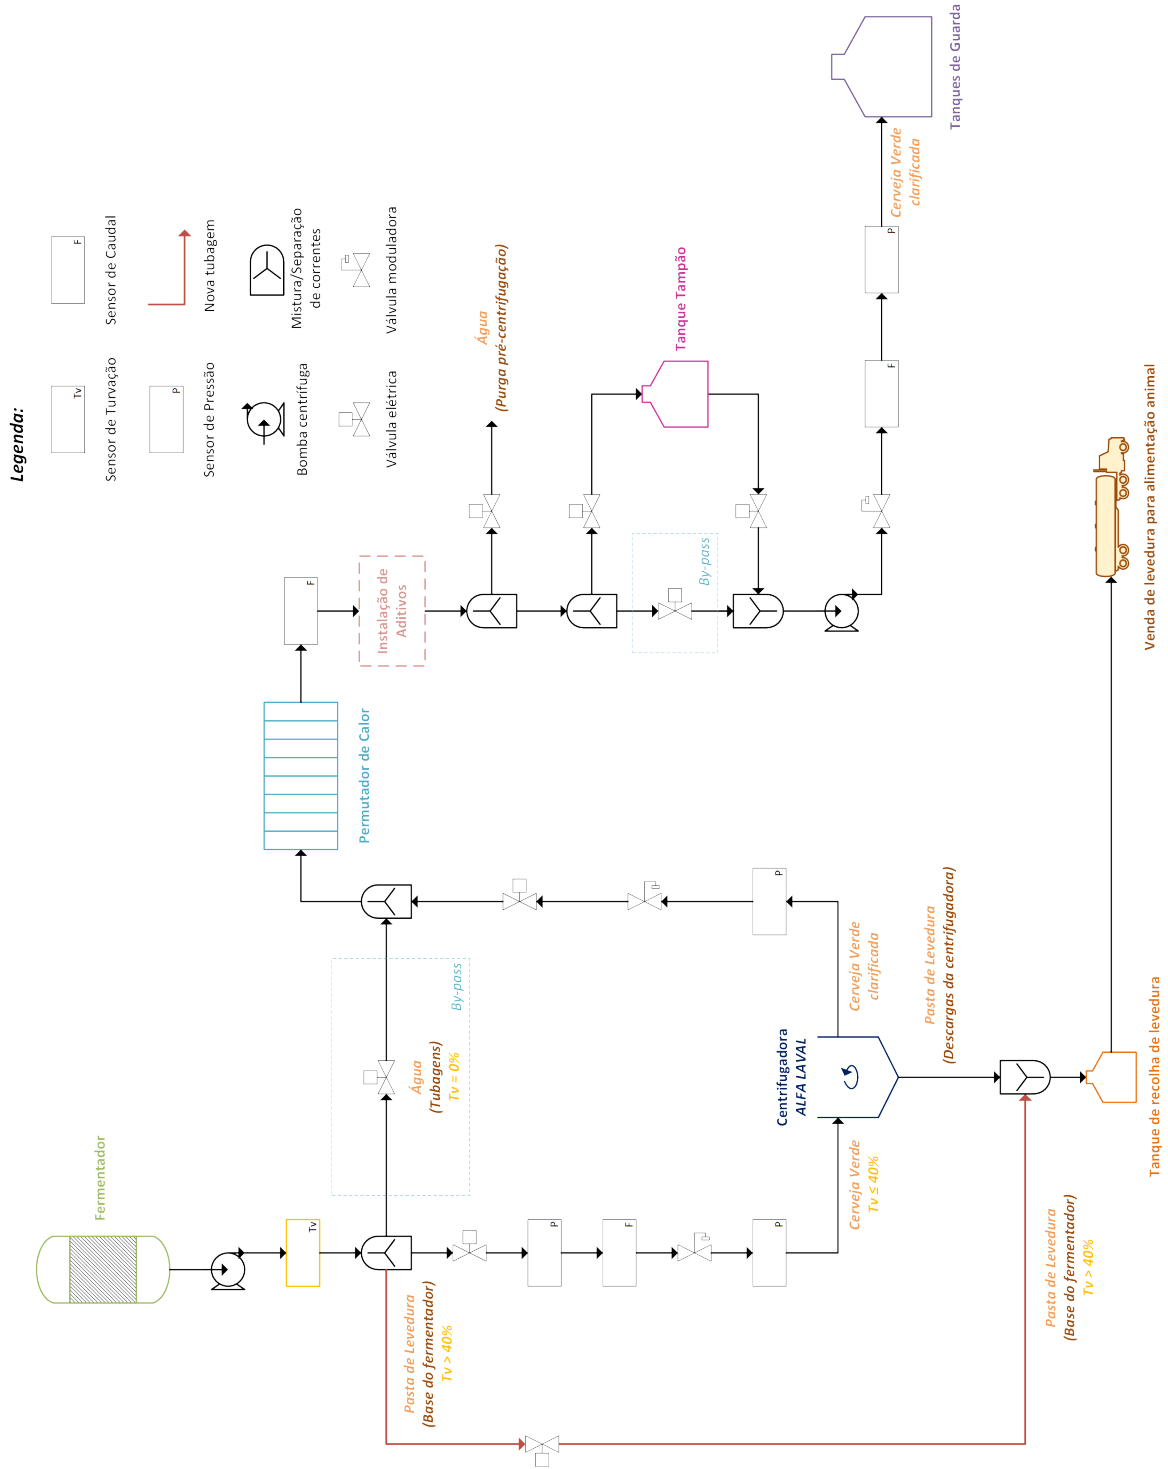 Legenda:
Tv
Sensor de Turvação
F
Sensor de Caudal
P
Sensor de Pressão
Nova tubagem
Bomba centrífuga
Mistura/Separação
de correntes
Válvula elétrica
Válvula moduladora
Fermentador
Tv
Pasta de Levedura
(Base do fermentador)
Tv > 40%
Água
(Tubagens)
Tv = 0%
By-pass
P
F
P
Cerveja Verde
Tv ≤ 40%
Centrifugadora
ALFA LAVAL
Cerveja Verde
clarificada
P
Pasta de Levedura
(Descargas da centrifugadora)
Pasta de Levedura
(Base do fermentador)
Tv > 40%
Tanque de recolha de levedura
Venda de levedura para alimentação animal
Permutador de Calor
F
Instalação de
Aditivos
Água
(Purga pré-centrifugação)
Tanque Tampão
By-pass
F
P
Cerveja Verde
clarificada
Tanques de Guarda